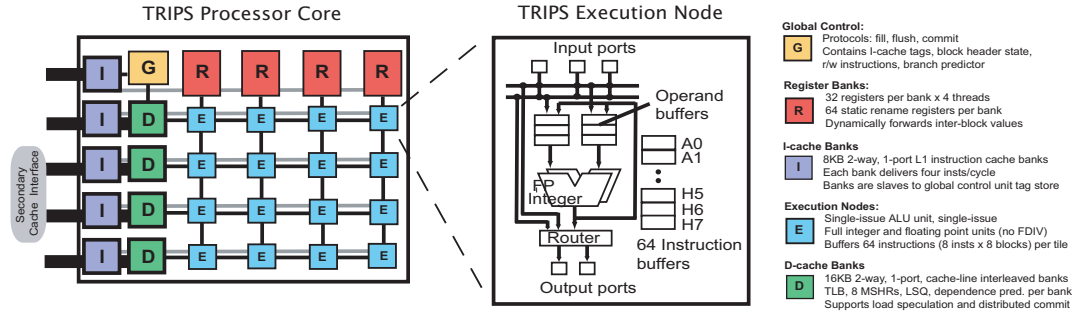 TRIPS Processor Core
I
G
R
R
R
R
I
D
E
E
E
E
I
D
E
E
E
E
I
D
E
E
E
E
I
D
E
E
E
E
Secondary
Cache Interface
TRIPS Execution Node
Input ports
Operand
buffers
A0
A1
FP
Integer
H5
H6
H7
Router
64 Instruction
buffers
Output ports
Global Control:
G
Protocols: fill, flush, commit
Contains I-cache tags, block header state,
r/w instructions, branch predictor
Register Banks:
R
32 registers per bank x 4 threads
64 static rename registers per bank
Dynamically forwards inter-block values
I-cache Banks
I
8KB 2-way, 1-port L1 instruction cache banks
Each bank delivers four insts/cycle
Banks are slaves to global control unit tag store
Execution Nodes:
E
Single-issue ALU unit, single-issue
Full integer and floating point units (no FDIV)
Buffers 64 instructions (8 insts x 8 blocks) per tile
D-cache Banks
D
16KB 2-way, 1-port, cache-line interleaved banks
TLB, 8 MSHRs, LSQ, dependence pred. per bank
Supports load speculation and distributed commit